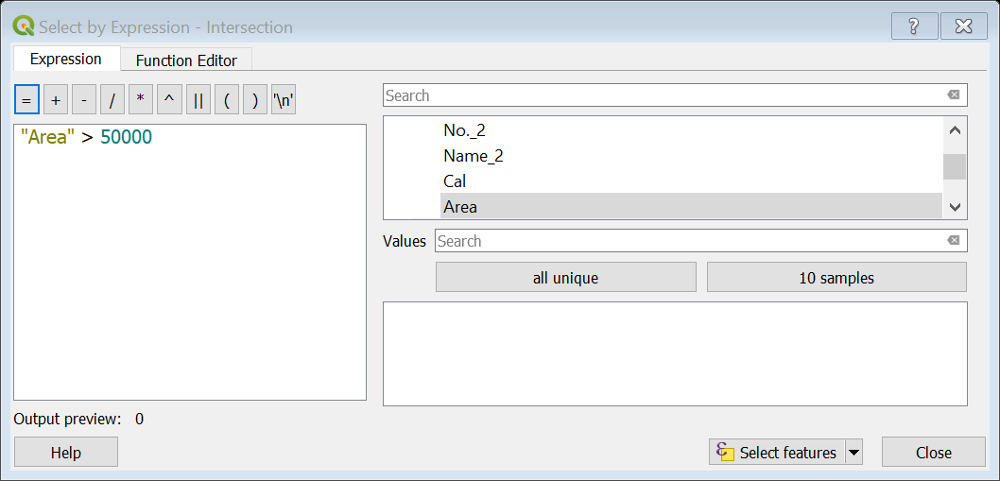 Select by Expression - Intersection
?
Expression
Function Editor
= + - / * ^ || ( ) '\n'
Search
"Area" > 50000
No._2
Name_2
Cal
Area
Values
Search
all unique
10 samples
Output preview: 0
Help
Select features
Close